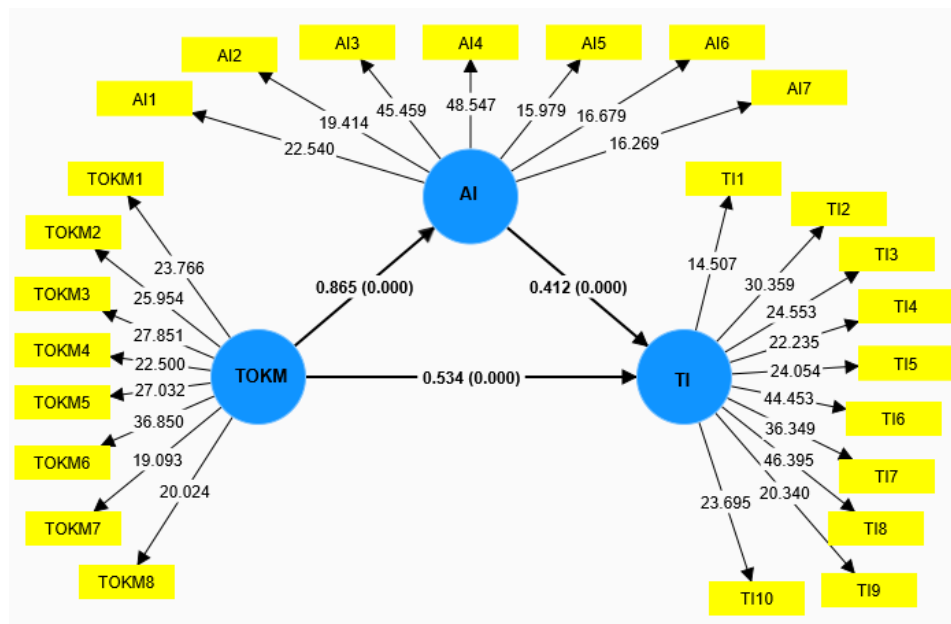 AI1
AI2
AI3
AI4
AI5
AI6
AI7
22.540
19.414
45.459
48.547
15.979
16.679
16.269
AI
TOKM1
TOKM2
TOKM3
TOKM4
TOKM5
TOKM6
TOKM7
TOKM8
23.766
25.954
27.851
22.500
27.032
36.850
19.093
20.024
TOKM
0.865 (0.000)
0.412 (0.000)
0.534 (0.000)
TI
14.507
30.359
24.553
22.235
24.054
44.453
36.349
46.395
20.340
23.695
TI1
TI2
TI3
TI4
TI5
TI6
TI7
TI8
TI9
TI10